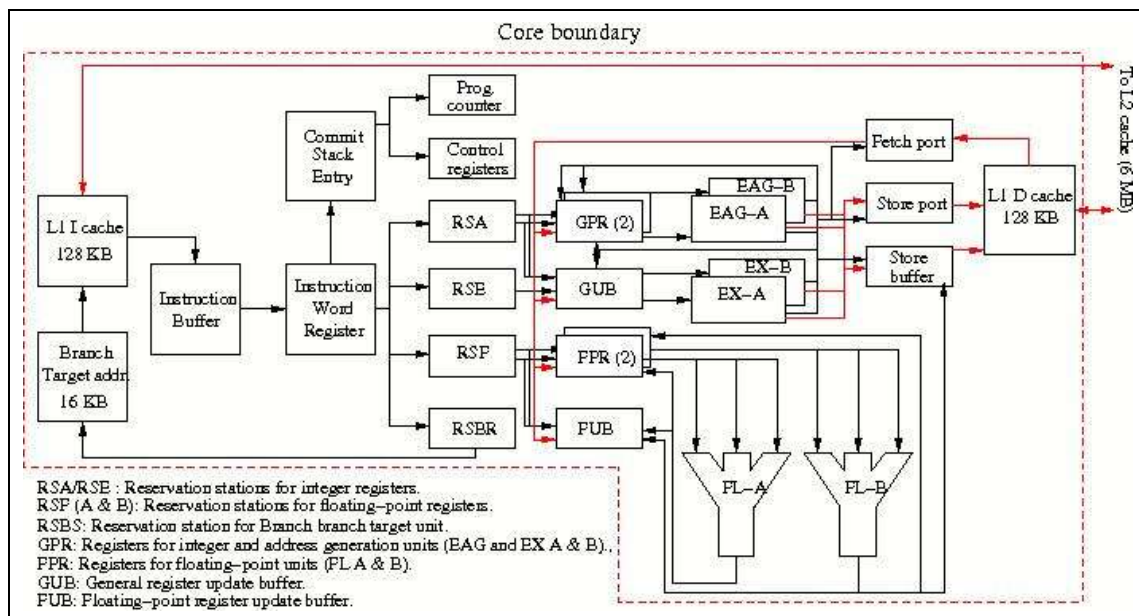 Core boundary
To L2 cache (6 MB)
Prog.
counter
Commit
Stack
Entry
Control
registers
Fetch port
L1 I cache
128 KB
RSA
GPR (2)
EAG–B
EAG–A
Store port
L1 D cache
128 KB
Instruction
Buffer
Instruction
Word
Register
RSE
GUB
EX–B
EX–A
Store
buffer
Branch
Target addr.
16 KB
RSF
FPR (2)
RSBR
FUB
FL–A
FL–B
RSA/RSE : Reservation stations for integer registers.
RSF (A & B): Reservation stations for floating–point registers.
RSBS: Reservation station for Branch branch target unit.
GPR: Registers for integer and address generation units (EAG and EX A & B).,
FPR: Registers for floating–point units (FL A & B).
GUB: General register update buffer.
FUB: Floating–point register update buffer.